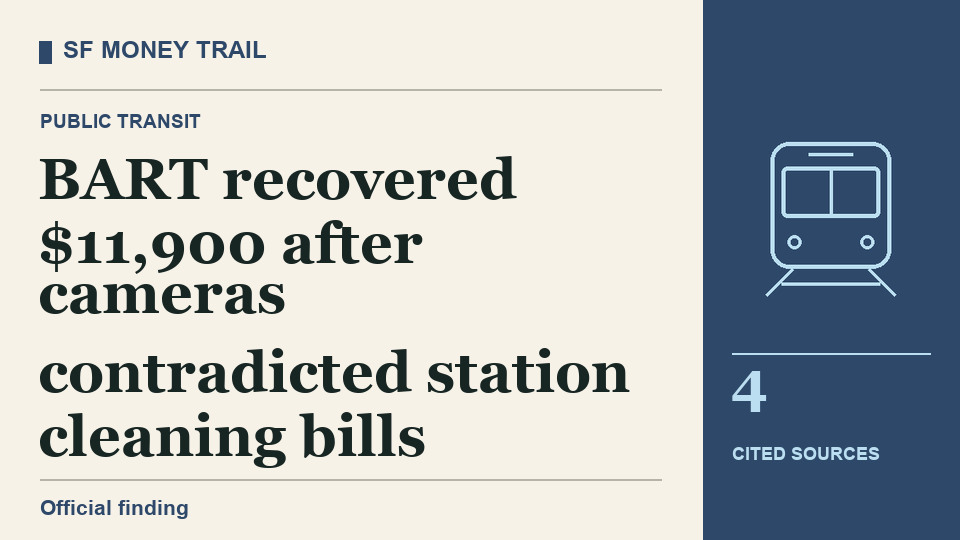 SF MONEY TRAIL
PUBLIC TRANSIT
BART recovered
$11,900 after
cameras
contradicted station
cleaning bills
Official finding
4
CITED SOURCES